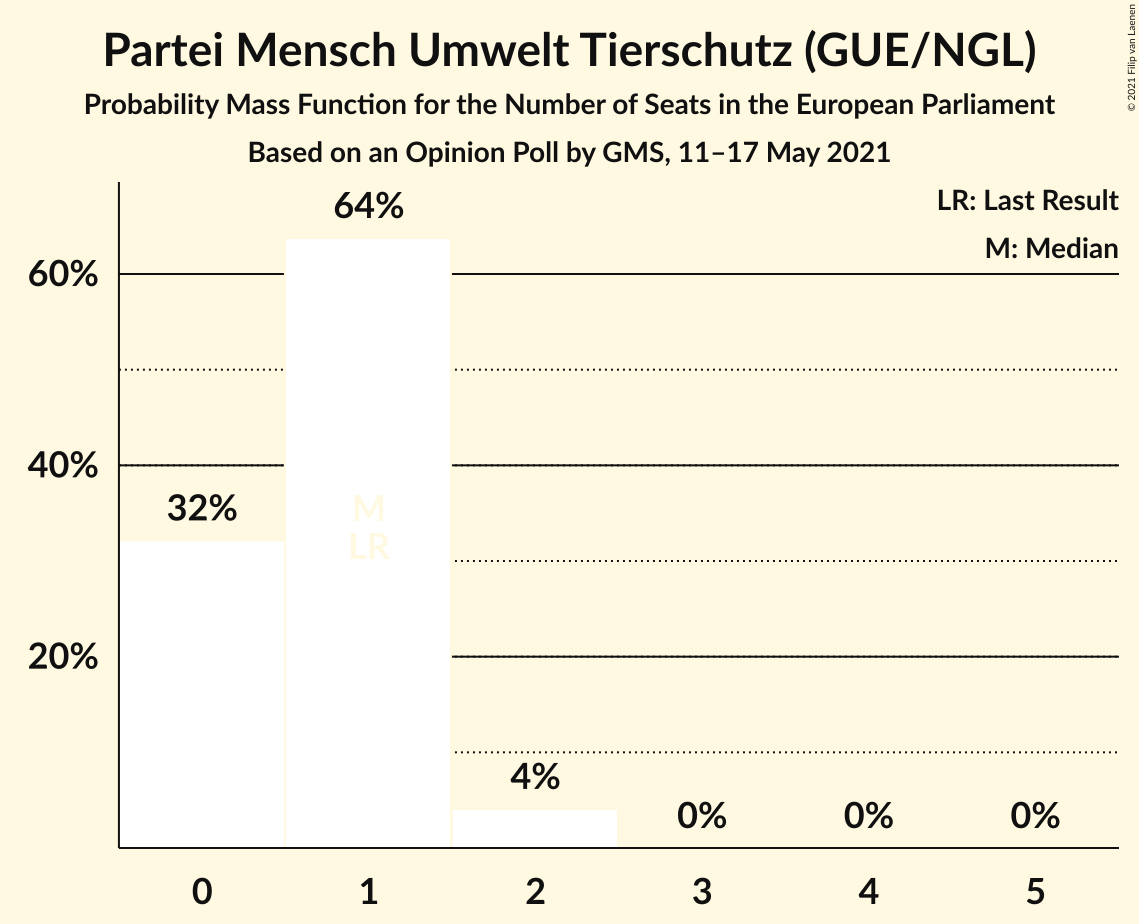 Partei Mensch Umwelt Tierschutz (GUE/NGL)
Probability Mass Function for the Number of Seats in the European Parliament
Based on an Opinion Poll by GMS, 11–17 May 2021
© 2021 Filip van Laenen
LR: Last Result
M: Median
64%
60%
40%
32%
M
LR
20%
4%
0%
0%
0%
0
1
2
3
4
5